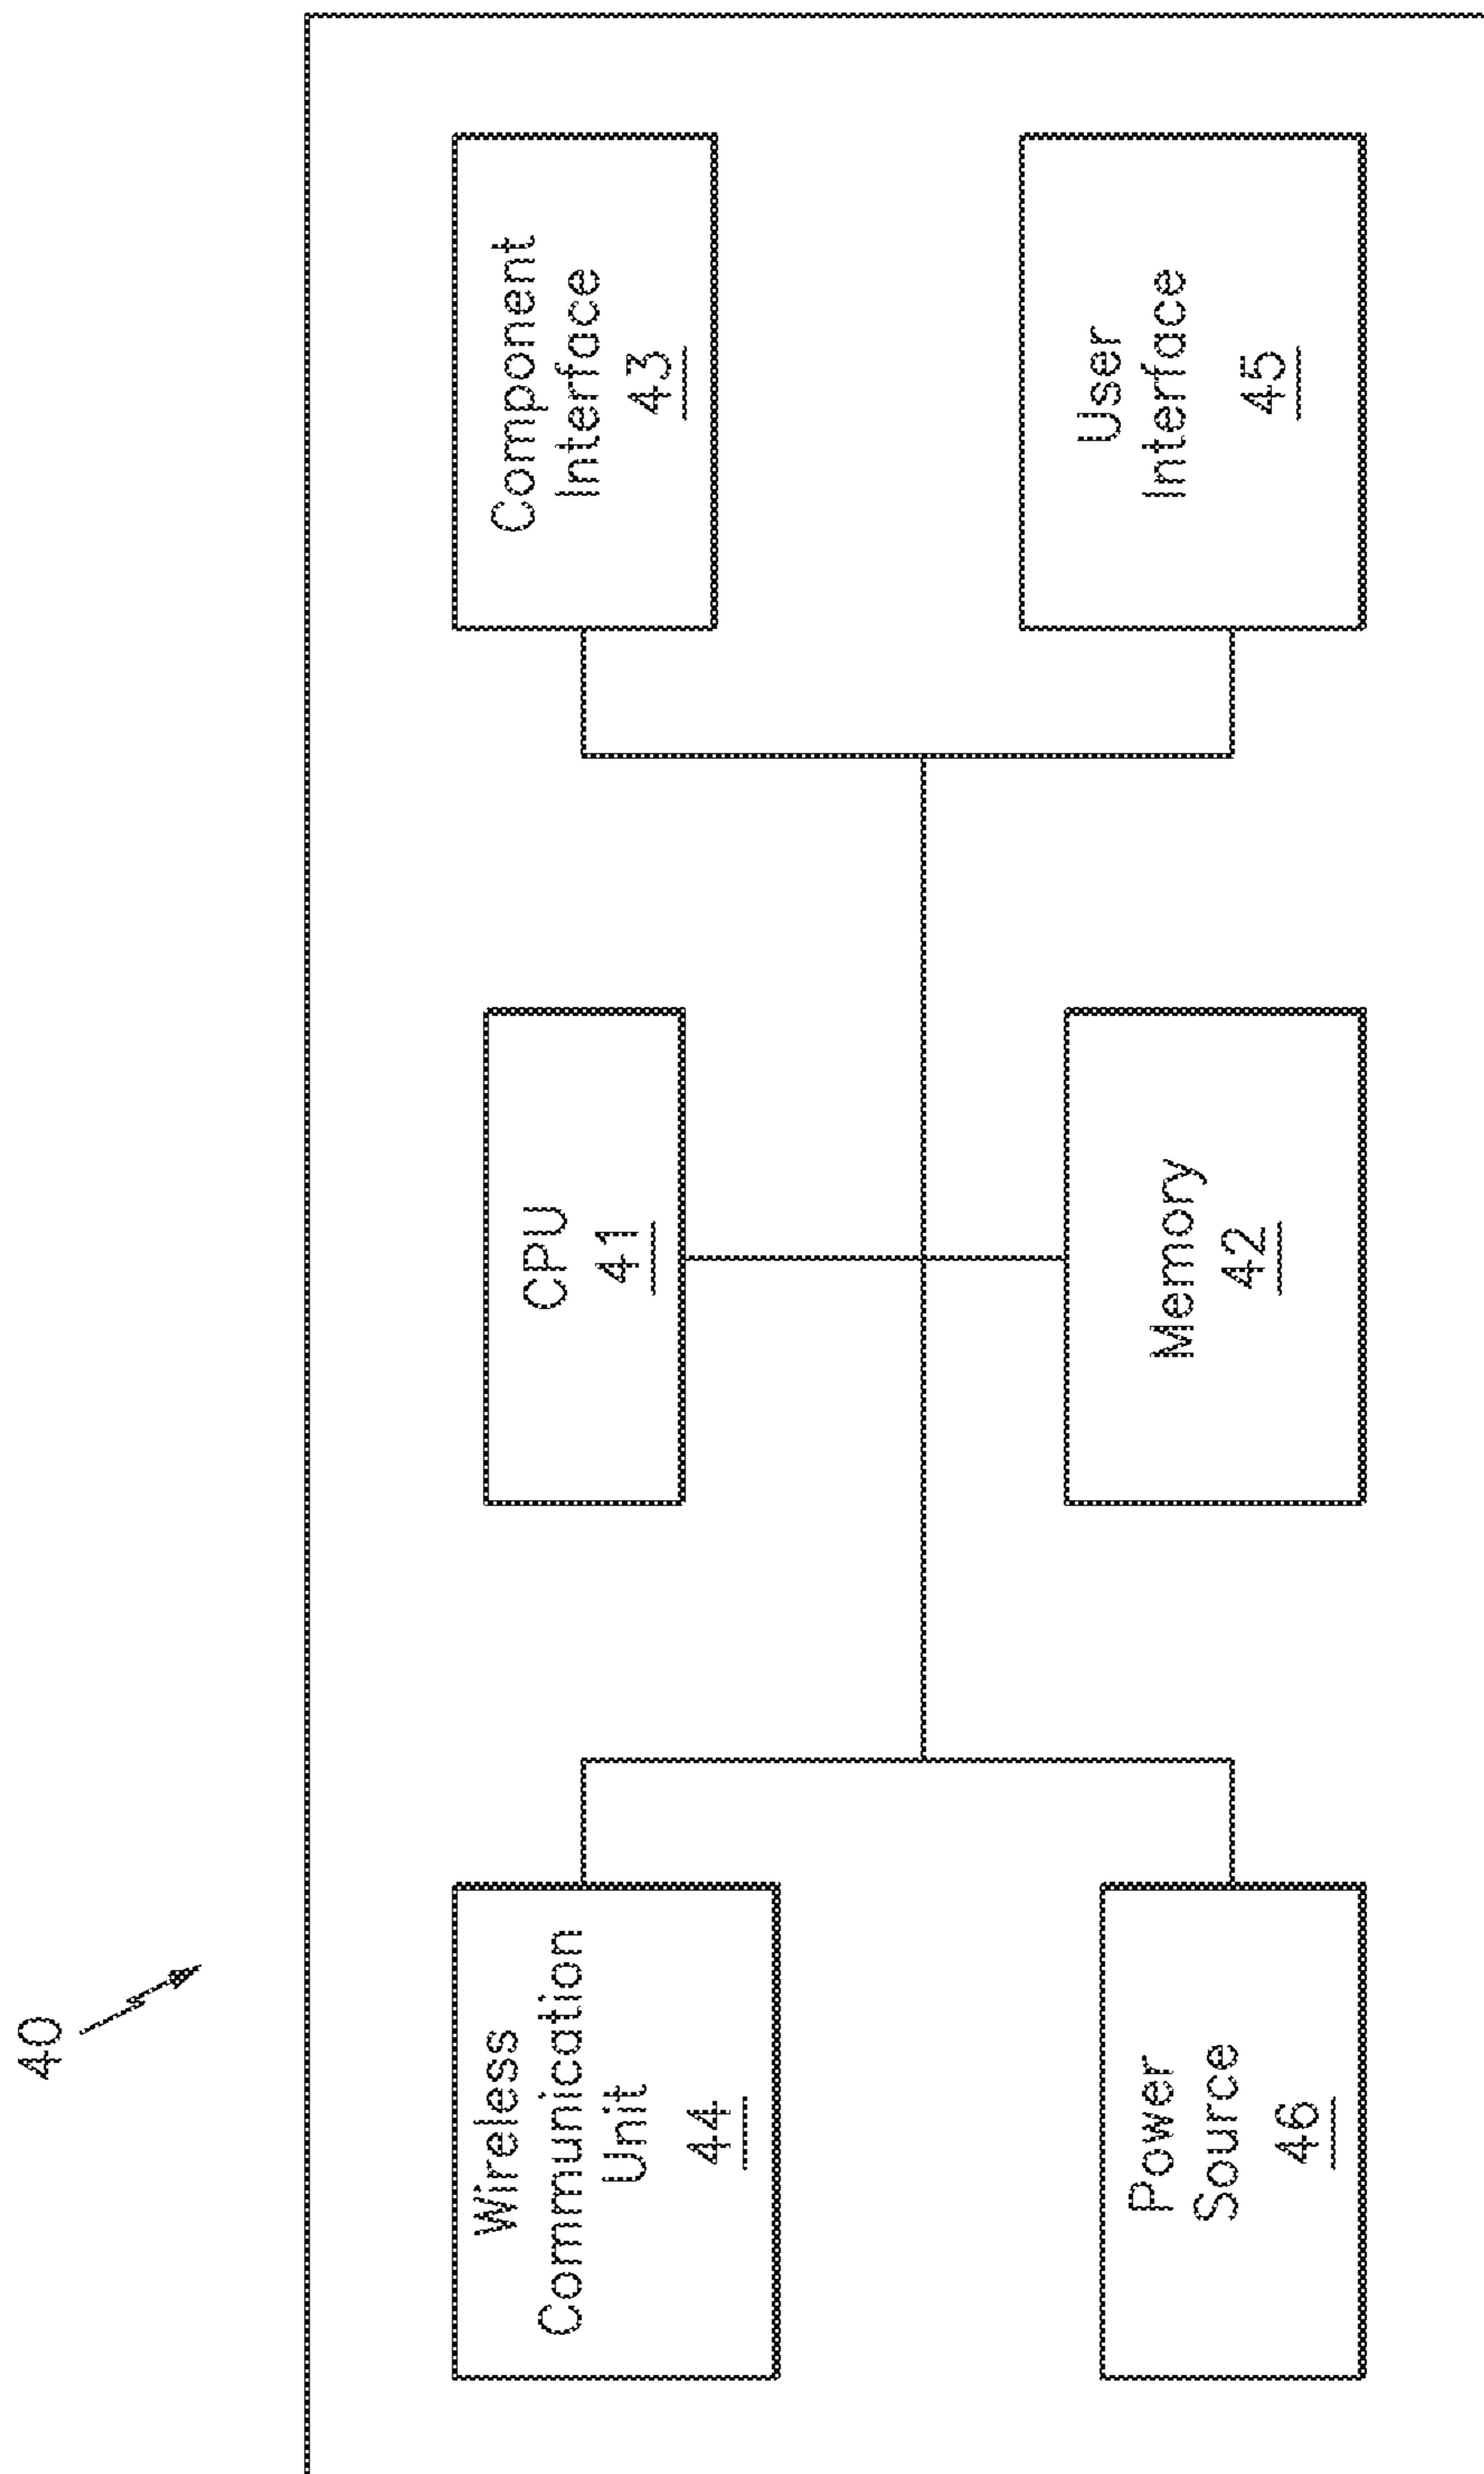 40
Wireless
Communication
Unit
44
CPU
41
Component
Interface
43
Power
Source
46
Memory
42
User
Interface
45